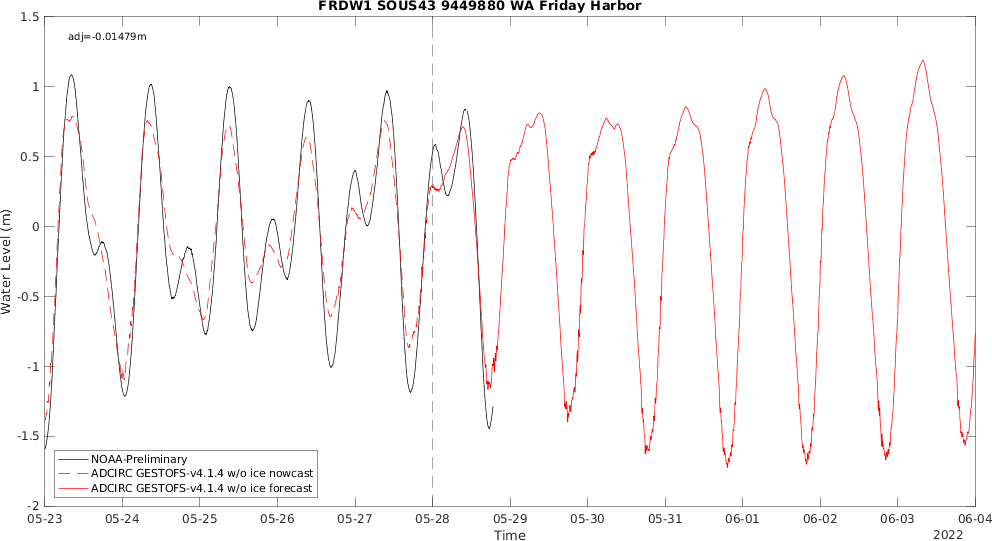 FRDW1 SOUS43 9449880 WA Friday Harbor
adj=-0.01479m
Water Level (m)
1.5
1
0.5
0
-0.5
-1
-1.5
-2
NOAA-Preliminary
ADCIRC GESTOFS-v4.1.4 w/o ice nowcast
ADCIRC GESTOFS-v4.1.4 w/o ice forecast
05-23 05-24 05-25 05-26 05-27 05-28 05-29 05-30 05-31 06-01 06-02 06-03 06-04
Time
2022